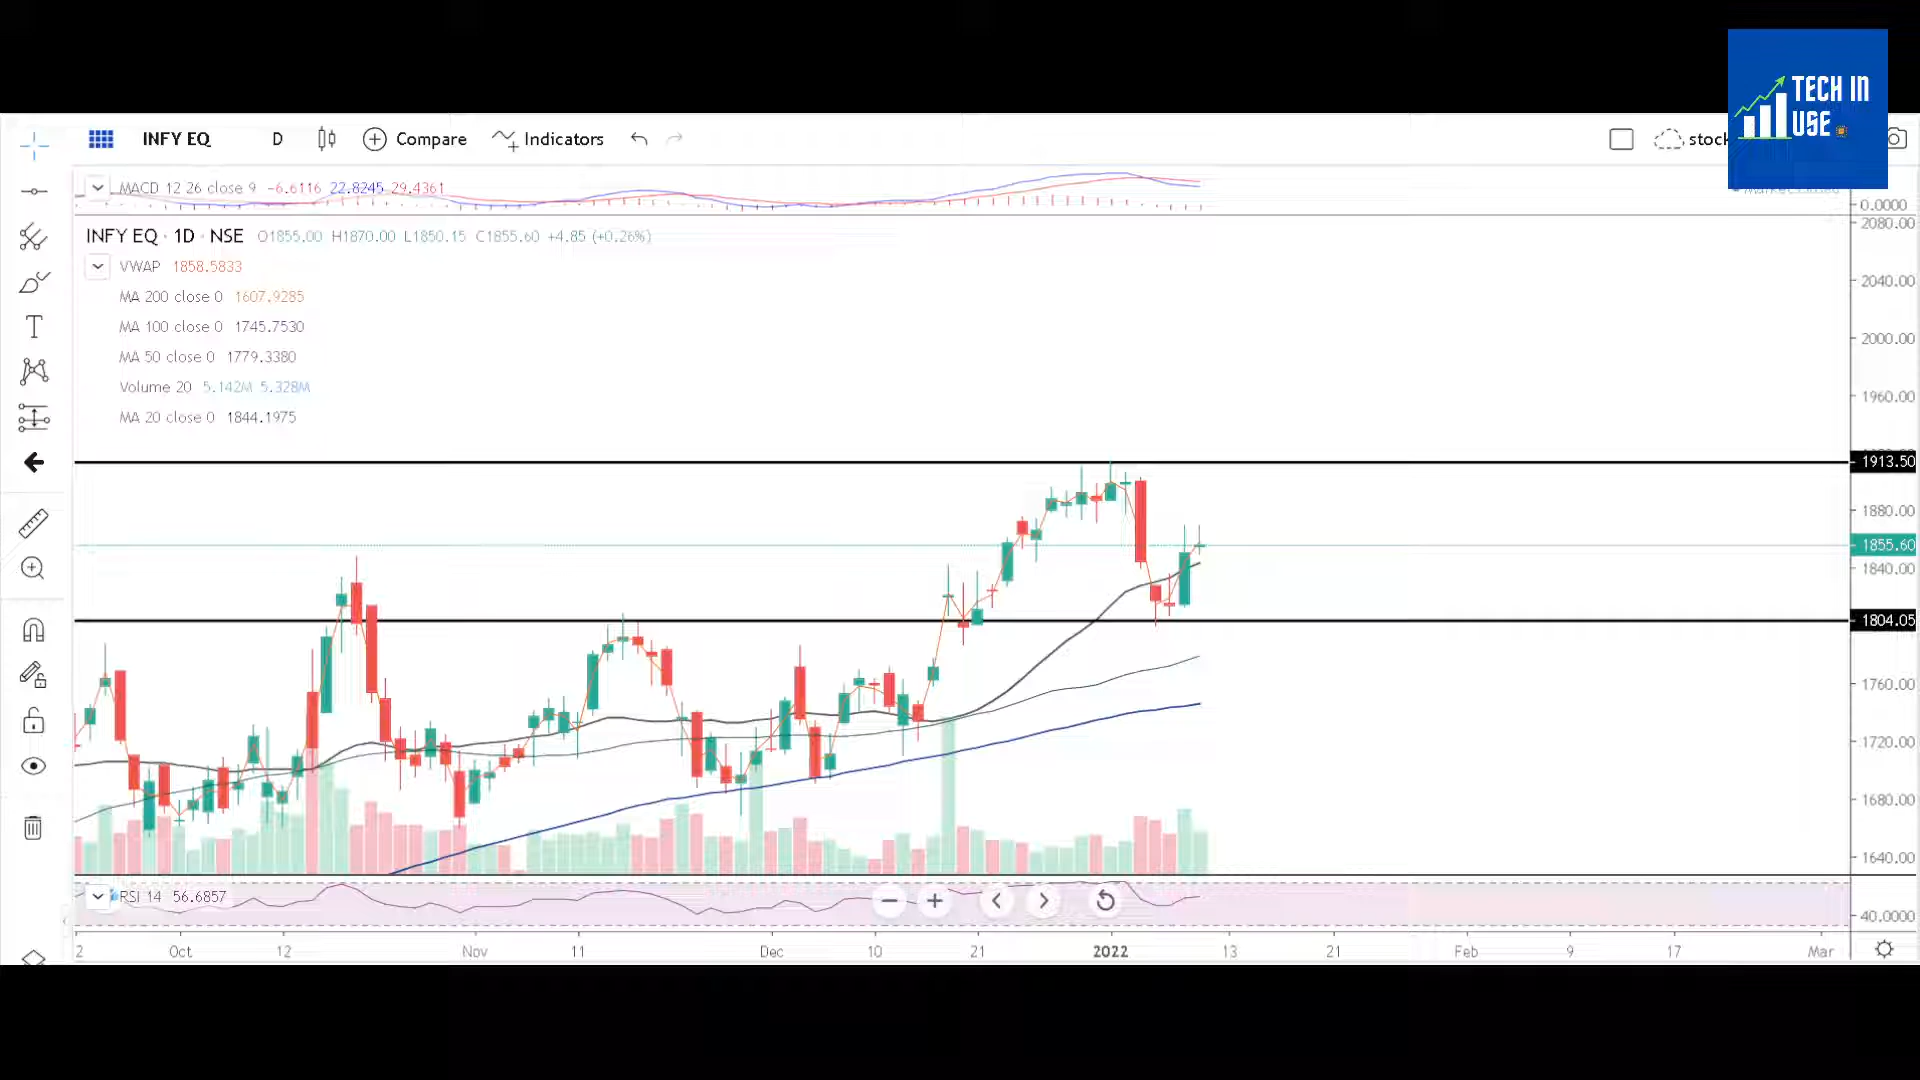 TECH IN
USE
INFY EQ D Compare Indicators stock
MACD 12 26 close 9 -6.6116 22.8245 29.4361
0.0000
INFY EQ · 1D · NSE O1855.00 H1870.00 L1850.15 C1855.60 +4.85 (+0.26%)
2080.00
VWAP 1858.5833
2040.00
MA 200 close 0 1607.9285
MA 100 close 0 1745.7530
2000.00
MA 50 close 0 1779.3380
Volume 20 5.142M 5.328M
1960.00
MA 20 close 0 1844.1975
1913.50
1880.00
1855.60
1840.00
1804.05
1760.00
1720.00
1680.00
1640.00
RSI 14 56.6857
40.0000
2 Oct 12 Nov 11 Dec 10 21 2022 13 21 Feb 9 17 Mar